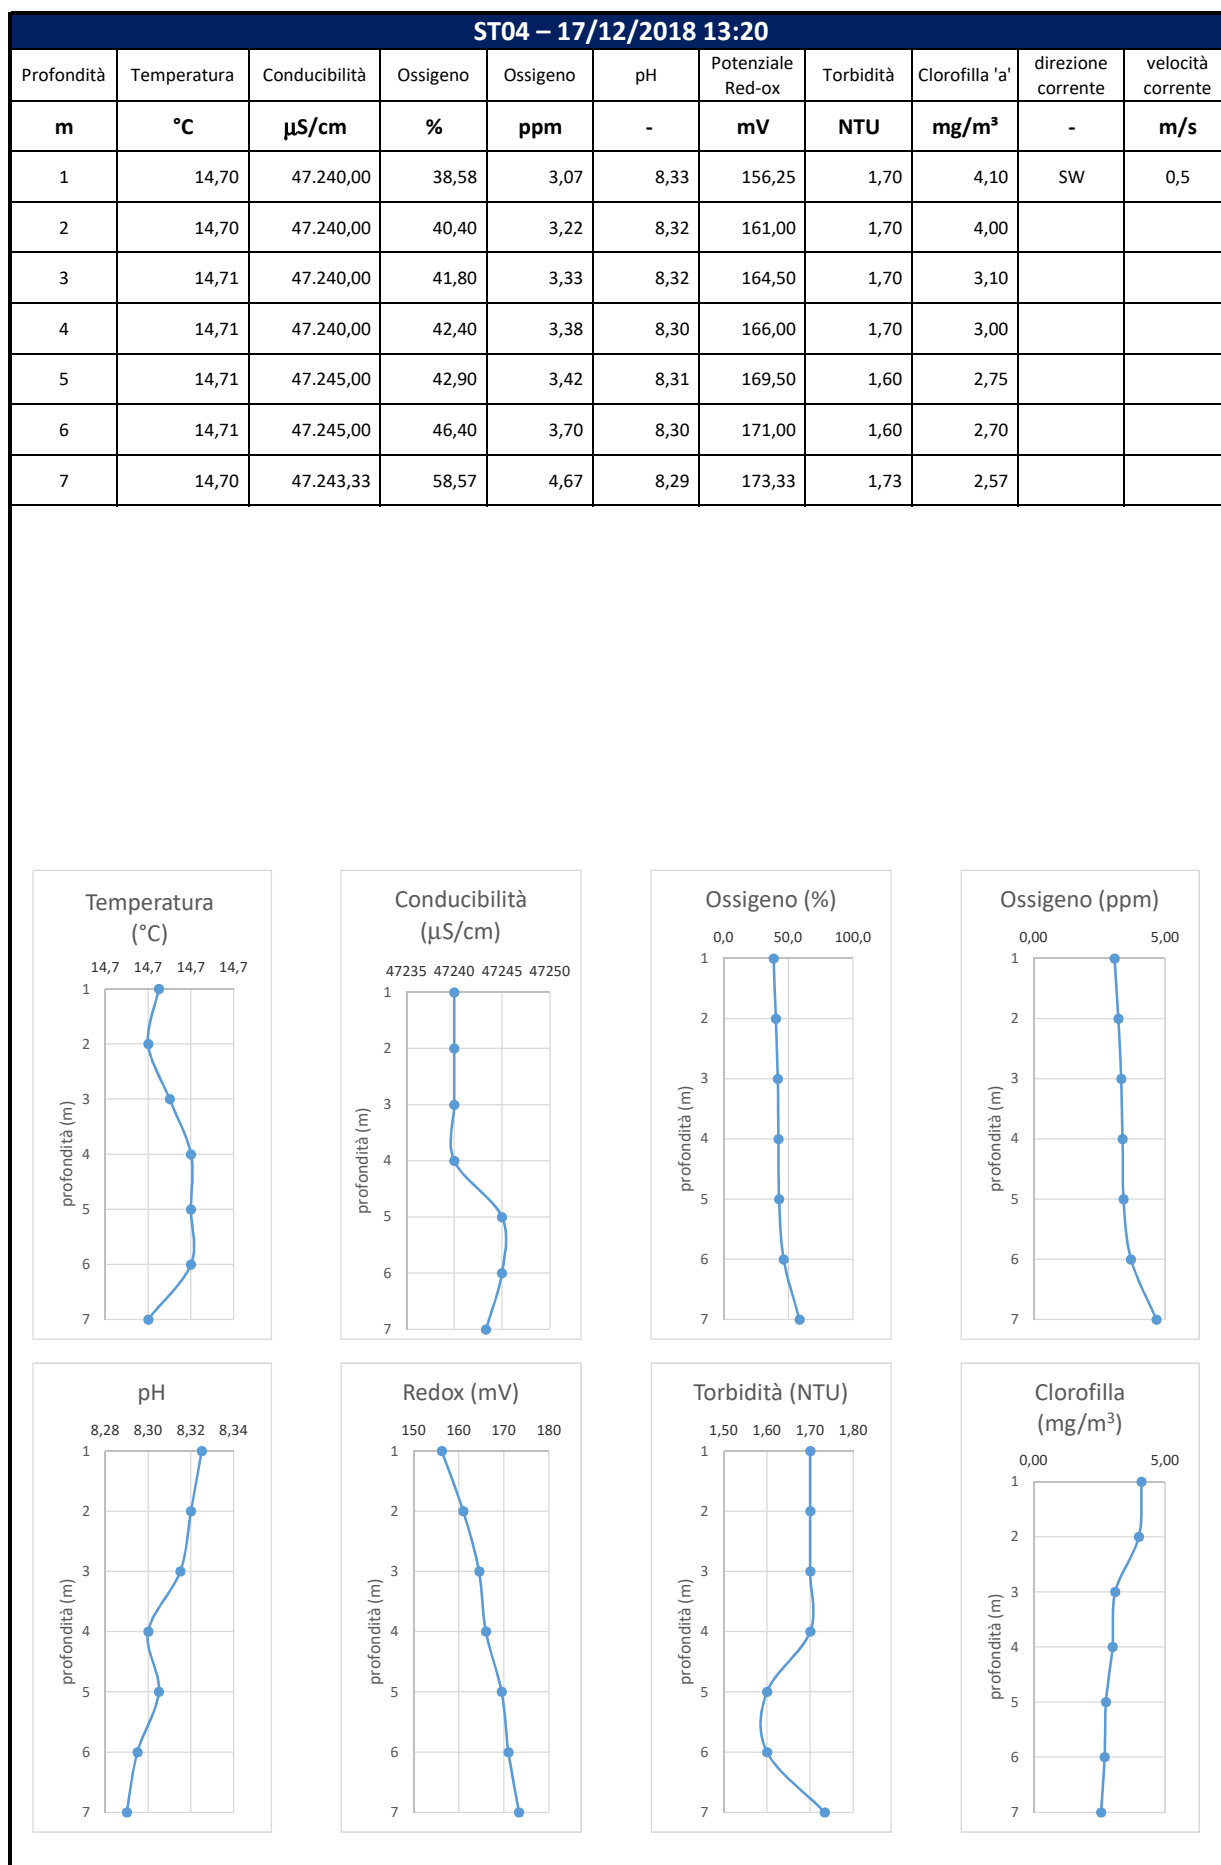 ST04 – 17/12/2018 13:20
Profondità Temperatura Conducibilità Ossigeno Ossigeno pH Potenziale Red-ox Torbidità Clorofilla 'a' direzione corrente velocità corrente
m °C µS/cm % ppm - mV NTU mg/m³ - m/s
1 14,70 47.240,00 38,58 3,07 8,33 156,25 1,70 4,10 SW 0,5
2 14,70 47.240,00 40,40 3,22 8,32 161,00 1,70 4,00
3 14,71 47.240,00 41,80 3,33 8,32 164,50 1,70 3,10
4 14,71 47.240,00 42,40 3,38 8,30 166,00 1,70 3,00
5 14,71 47.245,00 42,90 3,42 8,31 169,50 1,60 2,75
6 14,71 47.245,00 46,40 3,70 8,30 171,00 1,60 2,70
7 14,70 47.243,33 58,57 4,67 8,29 173,33 1,73 2,57
Temperatura
(°C)
14,7 14,7 14,7 14,7
1
2
3
4
5
6
7
profondità (m)
Conducibilità
(µS/cm)
47235 47240 47245 47250
1
2
3
4
5
6
7
profondità (m)
Ossigeno (%)
0,0 50,0 100,0
1
2
3
4
5
6
7
profondità (m)
Ossigeno (ppm)
0,00 5,00
1
2
3
4
5
6
7
profondità (m)
pH
8,28 8,30 8,32 8,34
1
2
3
4
5
6
7
profondità (m)
Redox (mV)
150 160 170 180
1
2
3
4
5
6
7
profondità (m)
Torbidità (NTU)
1,50 1,60 1,70 1,80
1
2
3
4
5
6
7
profondità (m)
Clorofilla
(mg/m³)
0,00 5,00
1
2
3
4
5
6
7
profondità (m)